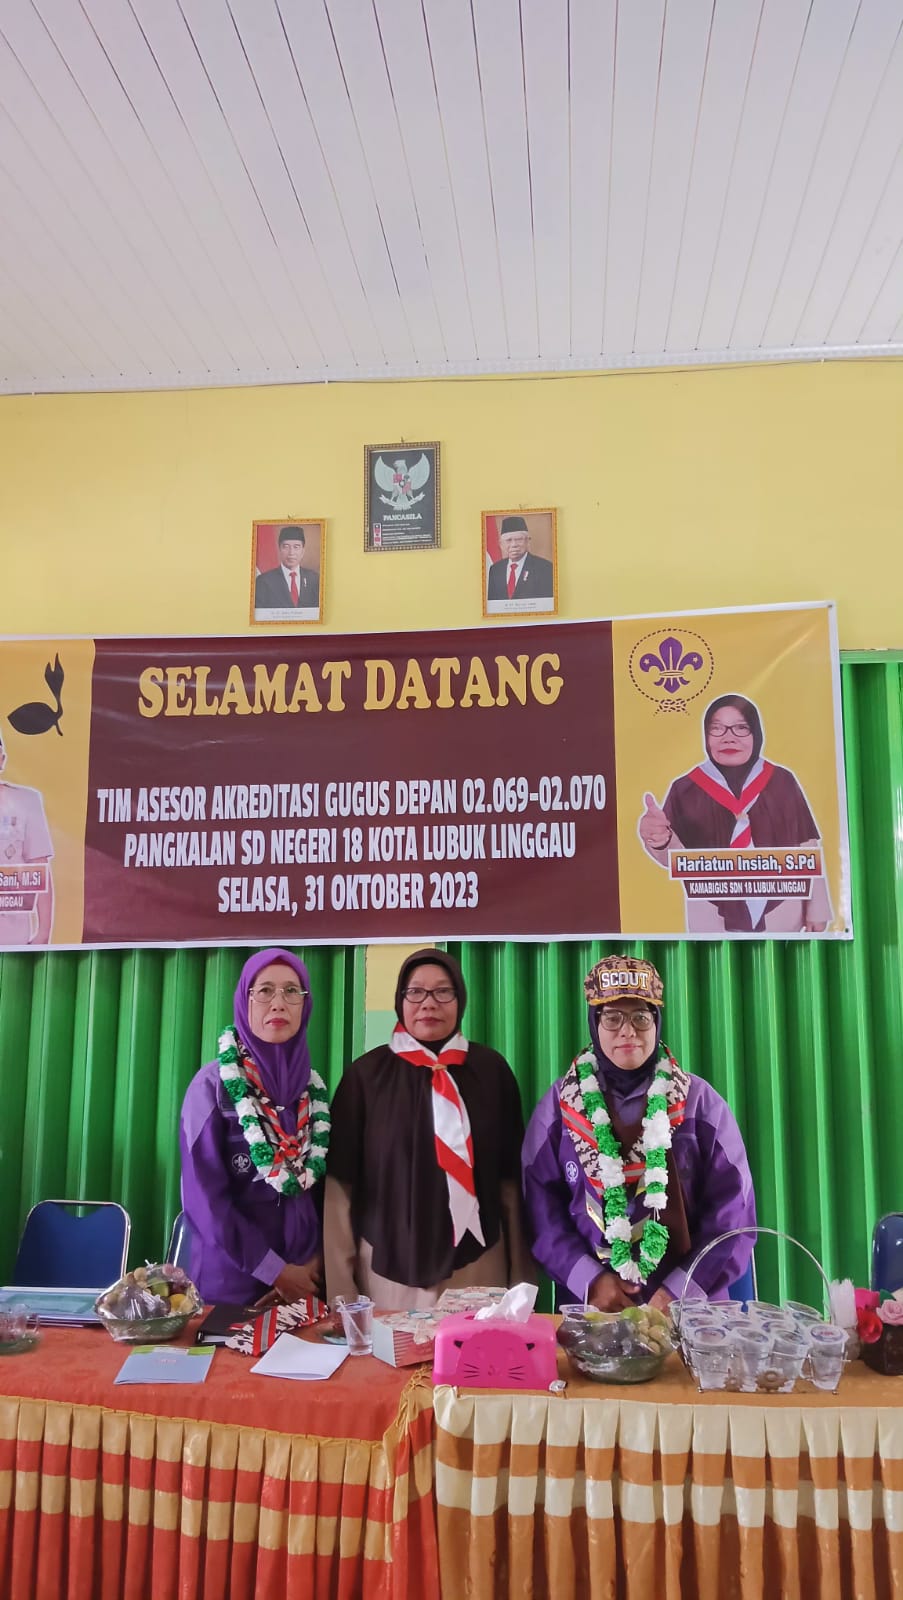 PANCASILA
SELAMAT DATANG
TIM ASESOR AKREDITASI GUGUS DEPAN 02.069-02.070
PANGKALAN SD NEGERI 18 KOTA LUBUK LINGGAU
SELASA, 31 OKTOBER 2023
Sani, M.Si
Hariatun Insiah, S.Pd
KAMABIGUS SDN 18 LUBUK LINGGAU
SCOUT